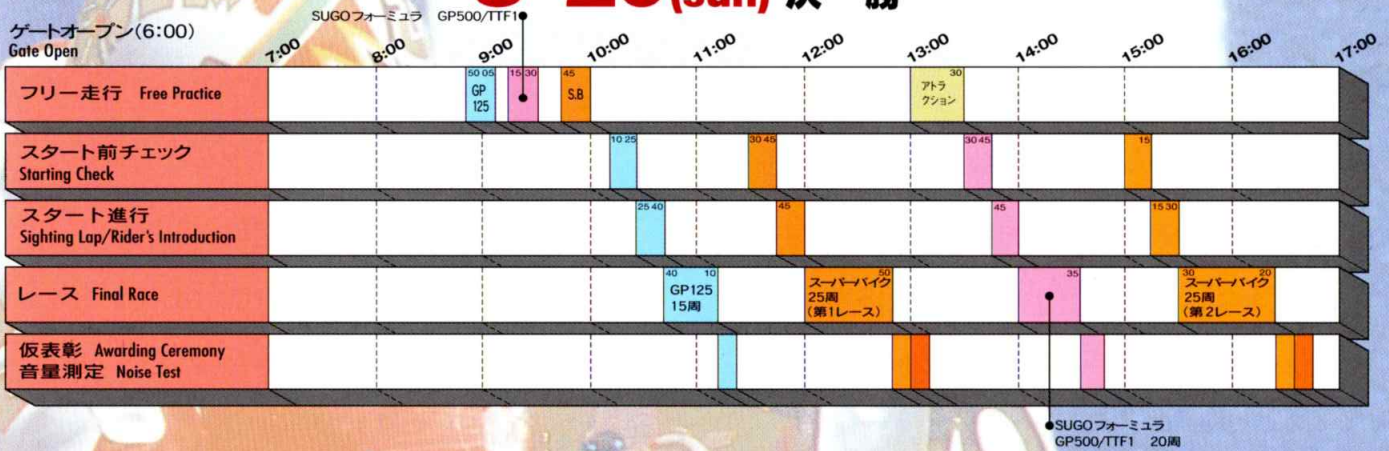 (sun)
SUGOフォーミュラ GP500/TTF1
ゲートオープン(6:00)
Gate Open
7:00 8:00 9:00 10:00 11:00 12:00 13:00 14:00 15:00 16:00 17:00
フリー走行 Free Practice
50 05 15 30 45 30
GP
125
S.B
アトラ
クション
スタート前チェック
Starting Check
10 25 30 45 30 45 15
スタート進行
Sighting Lap/Rider's Introduction
25 40 45 45 15 30
レース Final Race
40 10 50 35 30 20
GP125
15周
スーパーバイク
25周
(第1レース)
スーパーバイク
25周
(第2レース)
仮表彰 Awarding Ceremony
音量測定 Noise Test
SUGOフォーミュラ
GP500/TTF1 20周